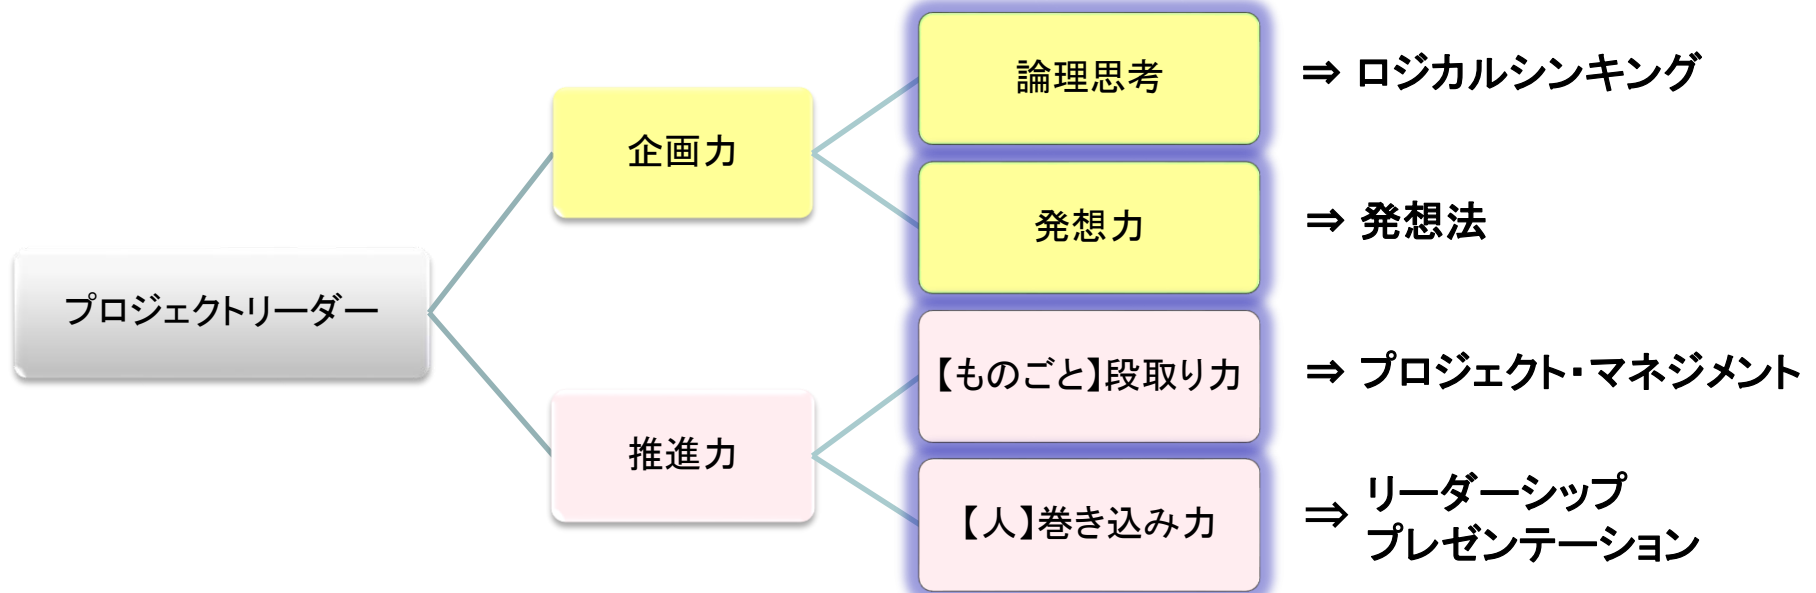 論理思考
⇒ ロジカルシンキング
企画力
発想力
⇒ 発想法
プロジェクトリーダー
【ものごと】段取り力
⇒ プロジェクト・マネジメント
推進力
【人】巻き込み力
⇒ リーダーシップ
プレゼンテーション